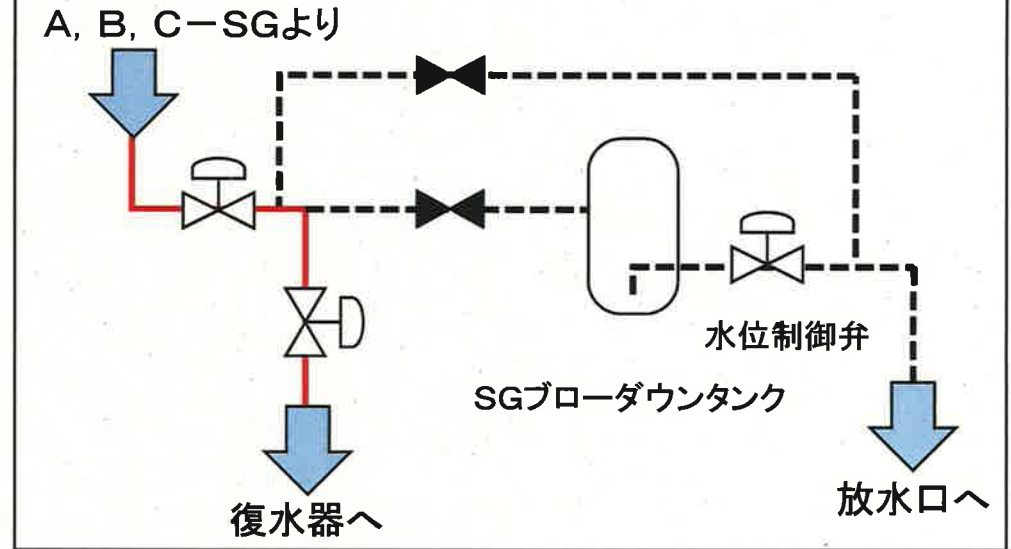 A, B, C－SGより
水位制御弁
SGブローダウンタンク
放水口へ
復水器へ